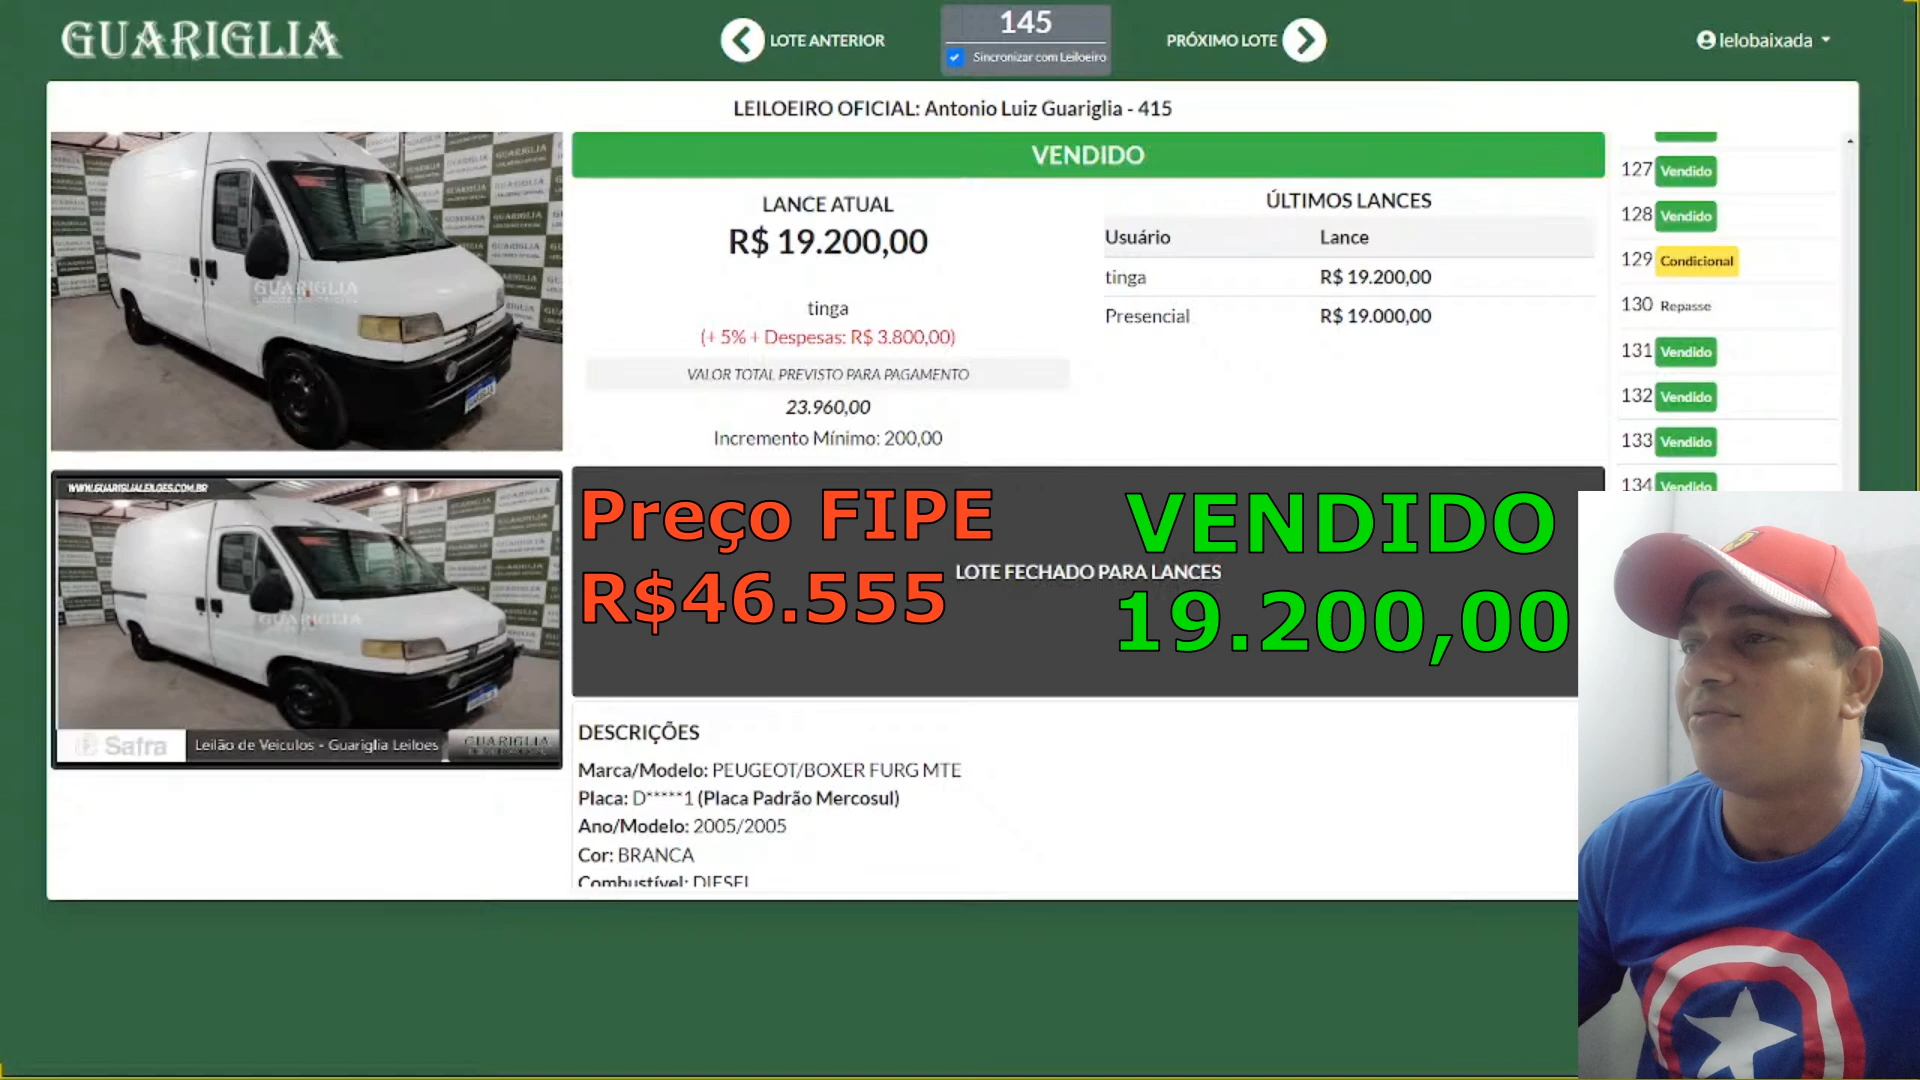 GUARIGLIA
LOTE ANTERIOR
145
Sincronizar com Leiloeiro
PRÓXIMO LOTE
lelobaixada
LEILOEIRO OFICIAL: Antonio Luiz Guariglia - 415
VENDIDO
LANCE ATUAL
R$ 19.200,00
tinga
(+ 5% + Despesas: R$ 3.800,00)
VALOR TOTAL PREVISTO PARA PAGAMENTO
23.960,00
Incremento Mínimo: 200,00
ÚLTIMOS LANCES
Usuário Lance
tinga R$ 19.200,00
Presencial R$ 19.000,00
127 Vendido
128 Vendido
129 Condicional
130 Repasse
131 Vendido
132 Vendido
133 Vendido
134 Vendido
GUARIGLIA
WWW.GUARIGLIALEILOES.COM.BR
GUARIGLIA
Safra
Leilão de Veiculos - Guariglia Leiloes
GUARIGLIA
Preço FIPE
R$46.555
LOTE FECHADO PARA LANCES
VENDIDO
19.200,00
DESCRIÇÕES
Marca/Modelo: PEUGEOT/BOXER FURG MTE
Placa: D*****1 (Placa Padrão Mercosul)
Ano/Modelo: 2005/2005
Cor: BRANCA
Combustível: DIESEL